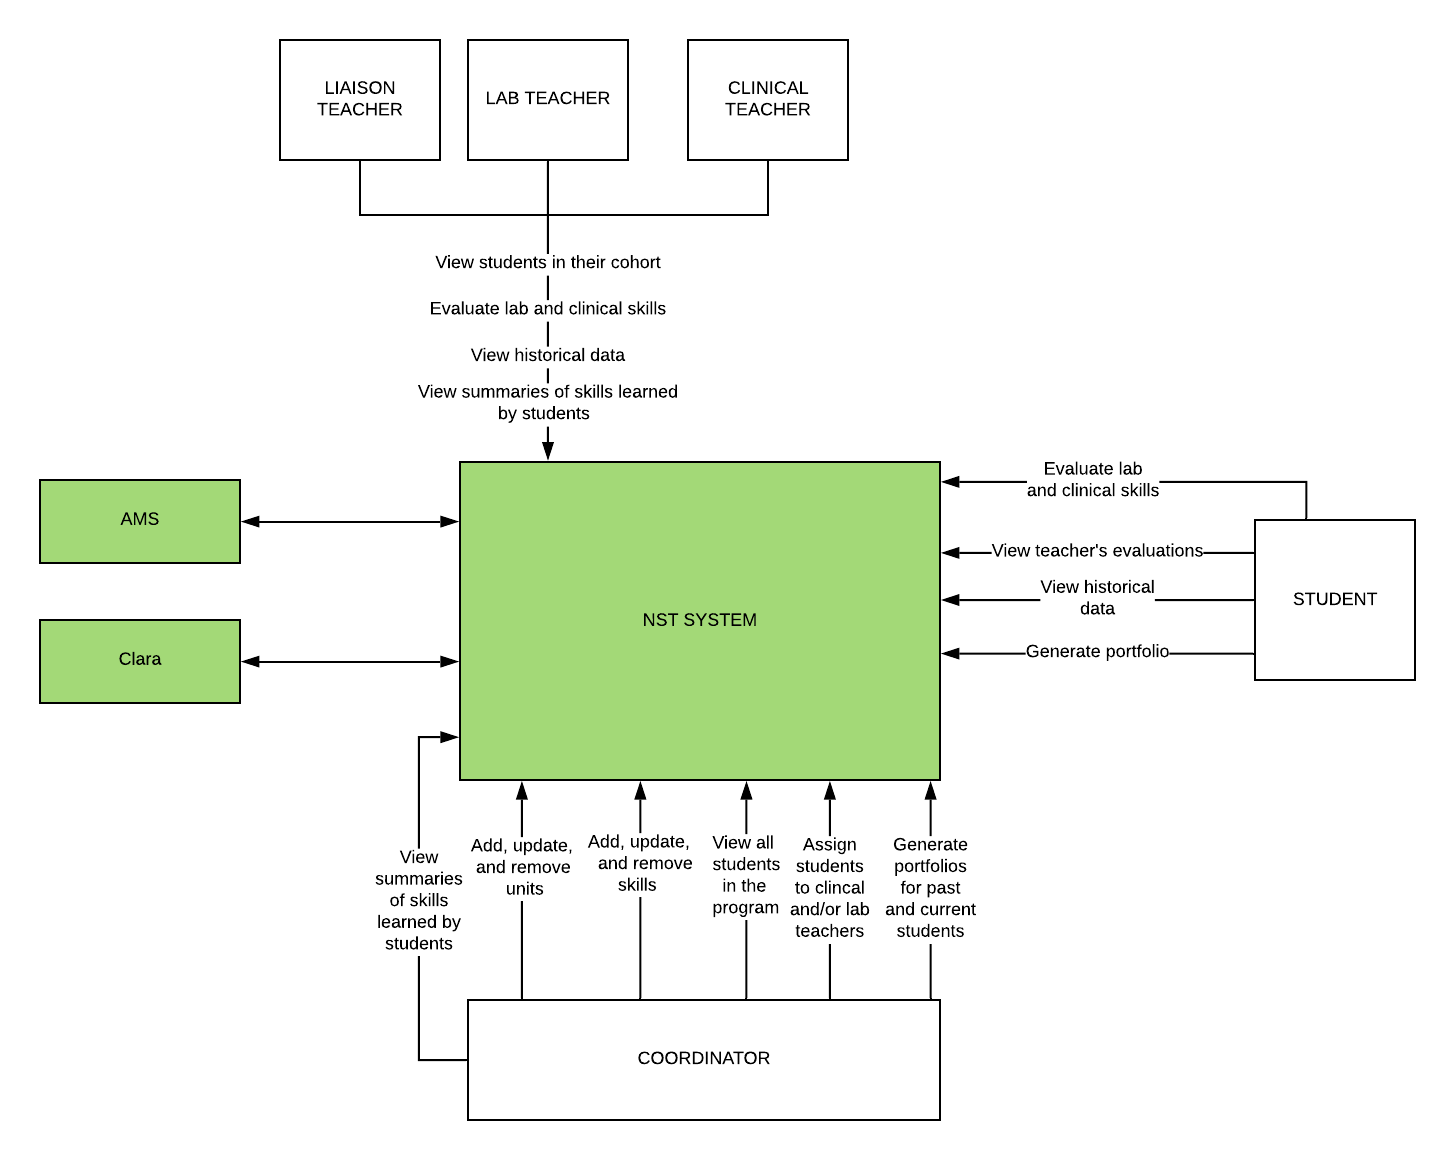 LIAISON
TEACHER
LAB TEACHER
CLINICAL
TEACHER
View students in their cohort
Evaluate lab and clinical skills
View historical data
View summaries of skills learned
by students
AMS
Clara
NST SYSTEM
Evaluate lab
and clinical skills
View teacher's evaluations
View historical
data
Generate portfolio
STUDENT
View
summaries
of skills
learned by
students
Add, update,
and remove
units
Add, update,
and remove
skills
View all
students
in the
program
Assign
students
to clincal
and/or lab
teachers
Generate
portfolios
for past
and current
students
COORDINATOR